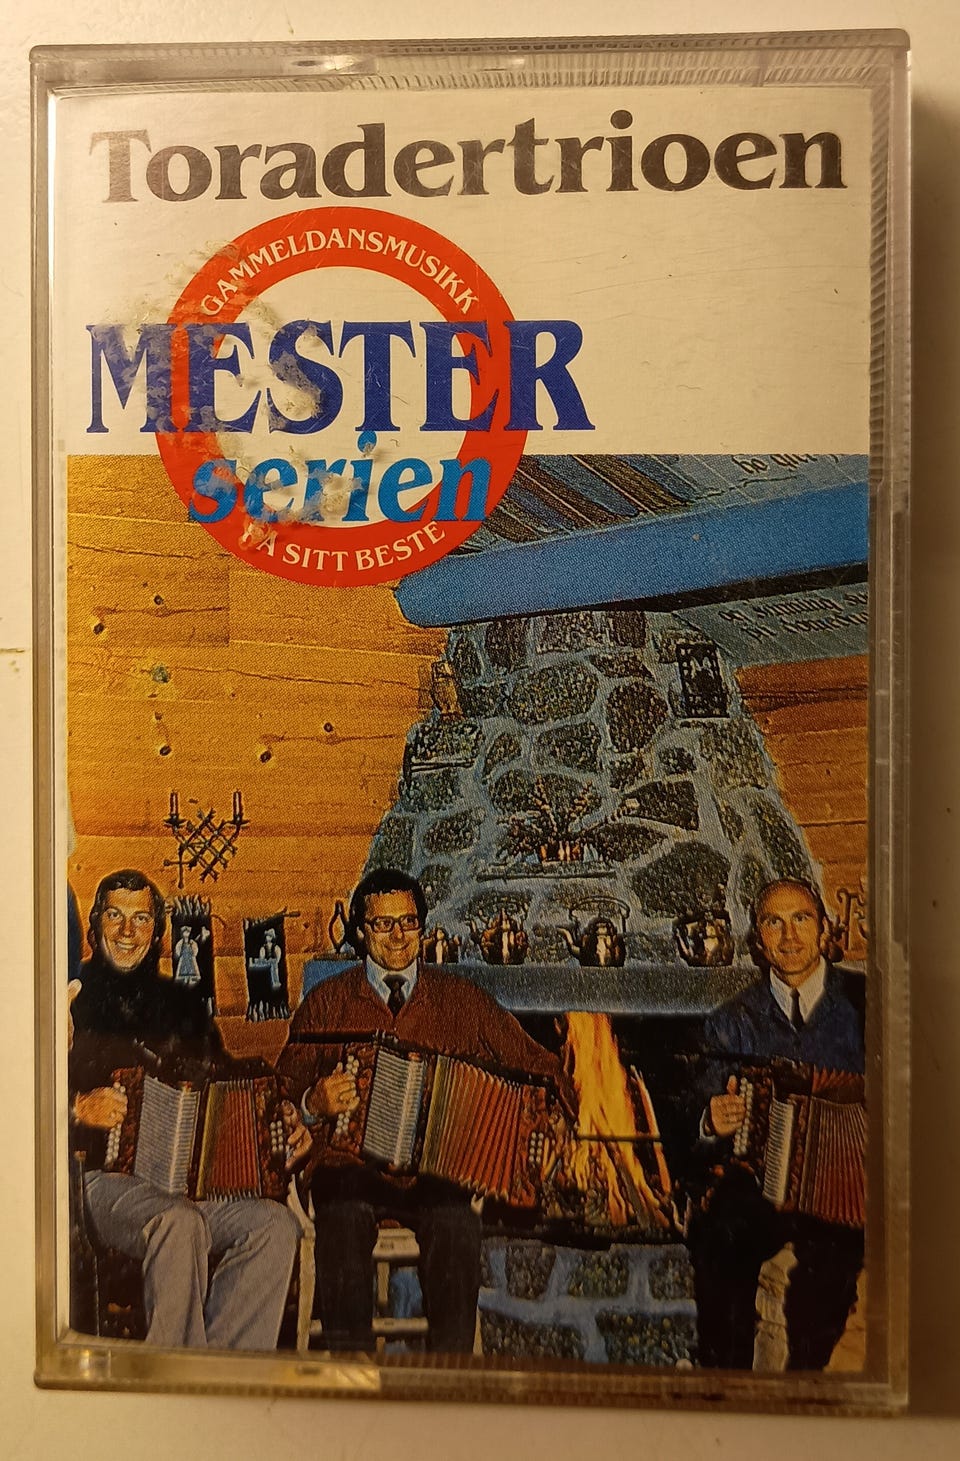 Toradertrioen
GAMMELDANSMUSIKK
MESTER
serien
PÅ SITT BESTE